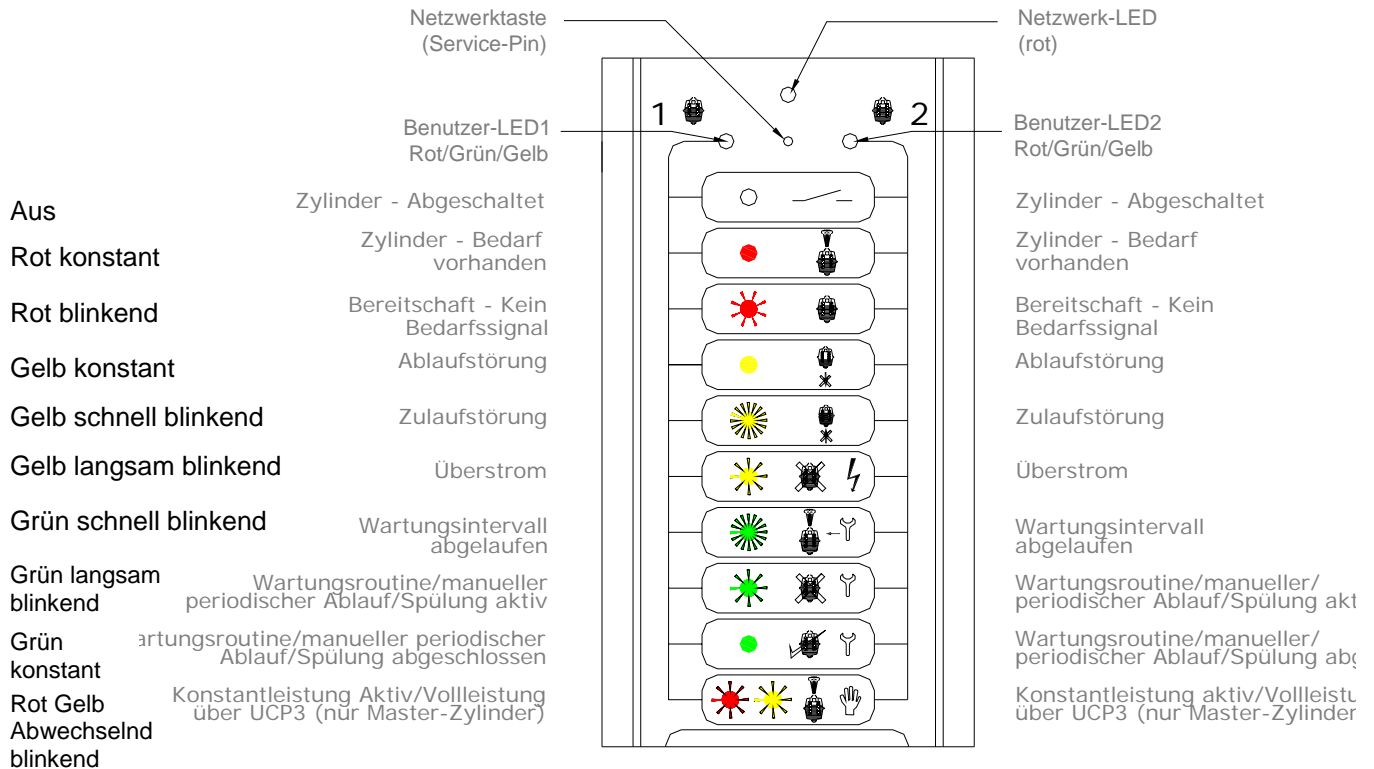 Netzwerktaste
(Service-Pin)
Netzwerk-LED
(rot)
1
2
Benutzer-LED1
Rot/Grün/Gelb
Benutzer-LED2
Rot/Grün/Gelb
Aus
Zylinder - Abgeschaltet
Zylinder - Abgeschaltet
Rot konstant
Zylinder - Bedarf
vorhanden
Zylinder - Bedarf
vorhanden
Rot blinkend
Bereitschaft - Kein
Bedarfssignal
Bereitschaft - Kein
Bedarfssignal
Gelb konstant
Ablaufstörung
Ablaufstörung
Gelb schnell blinkend
Zulaufstörung
Zulaufstörung
Gelb langsam blinkend
Überstrom
Überstrom
Grün schnell blinkend
Wartungsintervall
abgelaufen
Wartungsintervall
abgelaufen
Grün langsam
blinkend
Wartungsroutine/manueller
periodischer Ablauf/Spülung aktiv
Wartungsroutine/manueller/
periodischer Ablauf/Spülung akt
Grün
konstant
artungsroutine/manueller periodischer
Ablauf/Spülung abgeschlossen
Wartungsroutine/manueller/
periodischer Ablauf/Spülung abg
Rot Gelb
Abwechselnd
blinkend
Konstantleistung Aktiv/Vollleistung
über UCP3 (nur Master-Zylinder)
Konstantleistung aktiv/Vollleistu
über UCP3 (nur Master-Zylinder